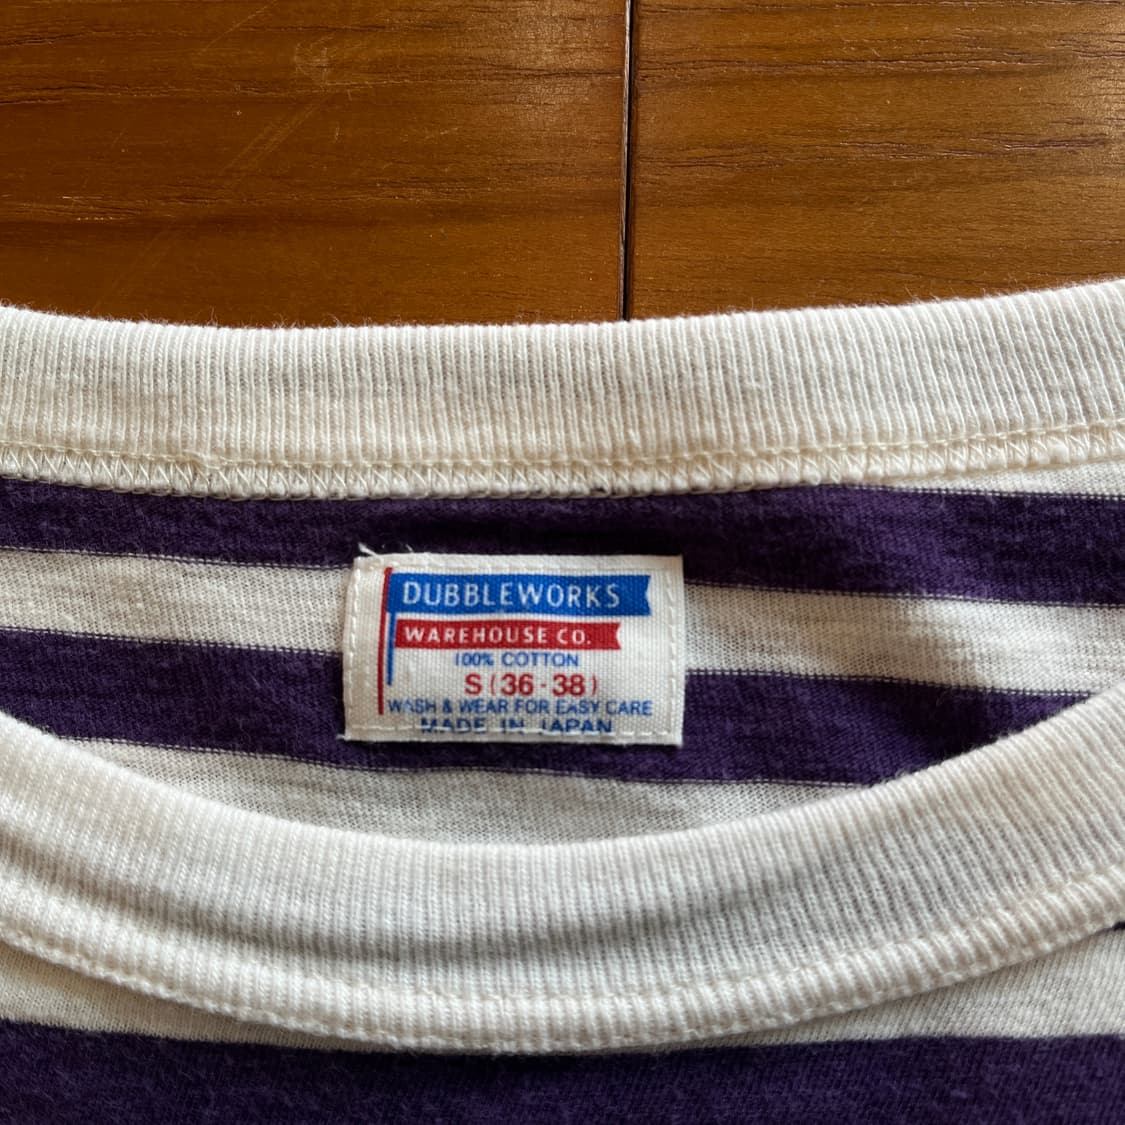 DUBBLEWORKS
WAREHOUSE CO.
100% COTTON
S (36-38)
WASH & WEAR FOR EASY CARE
MADE IN JAPAN